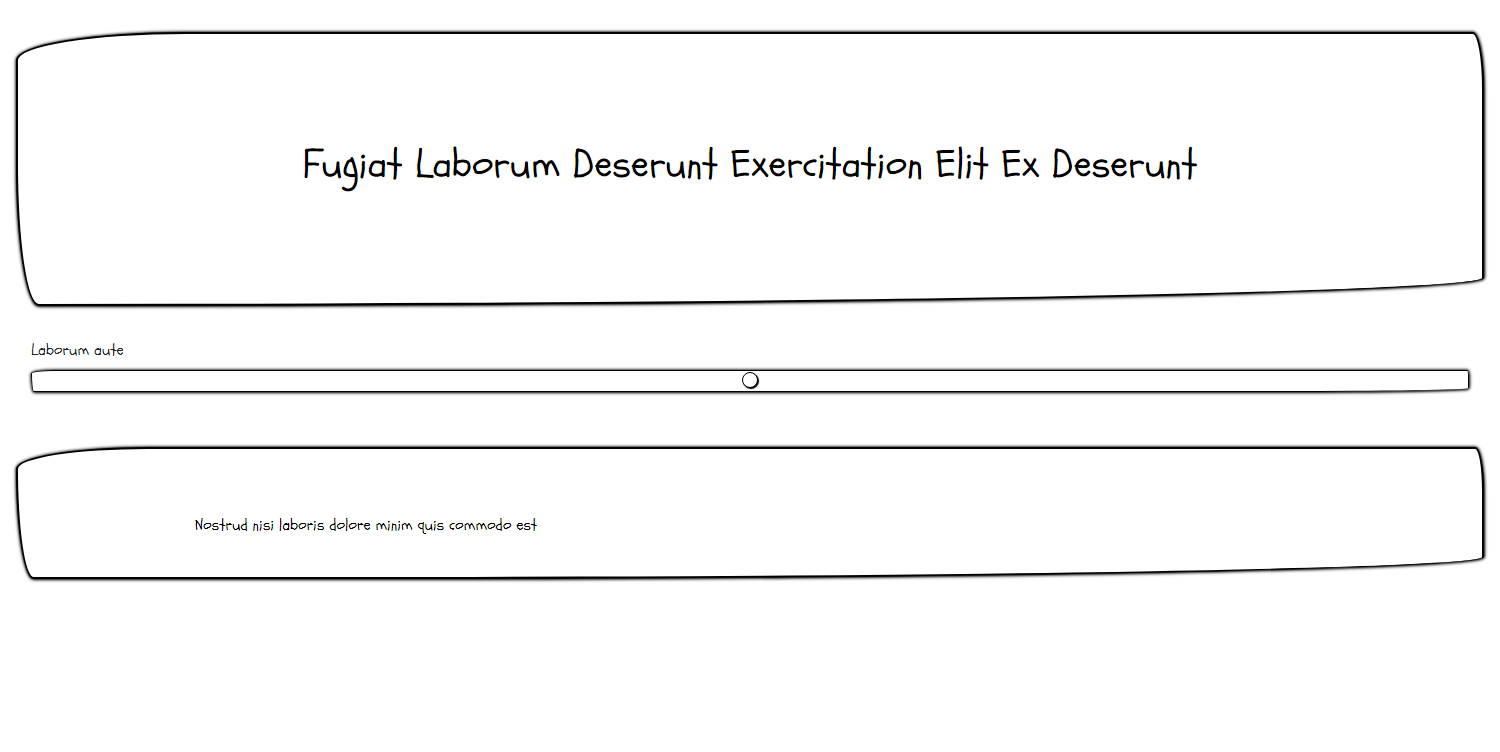 Fugiat Laborum Deserunt Exercitation Elit Ex Deserunt
Laborum aute
Nostrud nisi laboris dolore minim quis commodo est